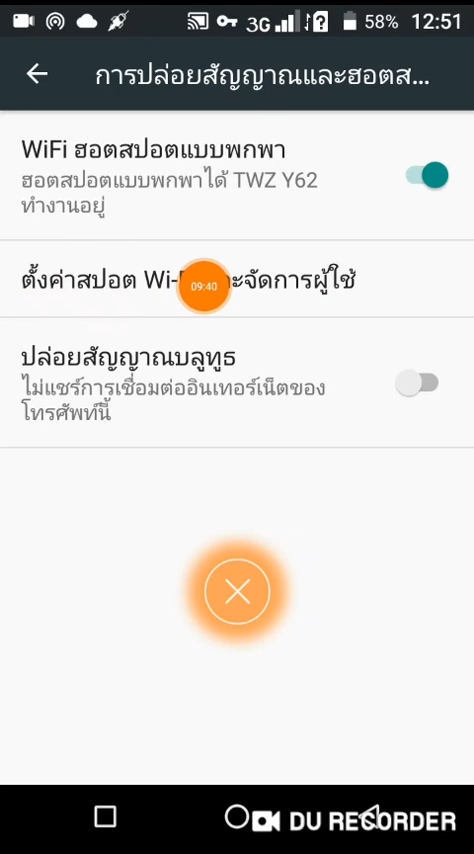 3G 58% 12:51
การปล่อยสัญญาณและฮอตส...
WiFi ฮอตสปอตแบบพกพา
ฮอตสปอตแบบพกพาได้ TWZ Y62
ทำงานอยู่
ตั้งค่าสปอต จัดการผู้ใช้
09:40
ปล่อยสัญญาณบลูทูธ
ไม่แชร์การเชื่อมต่ออินเทอร์เน็ตของ
โทรศัพท์นี้
DU RECORDER